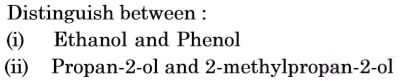 Distinguish between :
(i) Ethanol and Phenol
(ii) Propan-2-ol and 2-methylpropan-2-ol